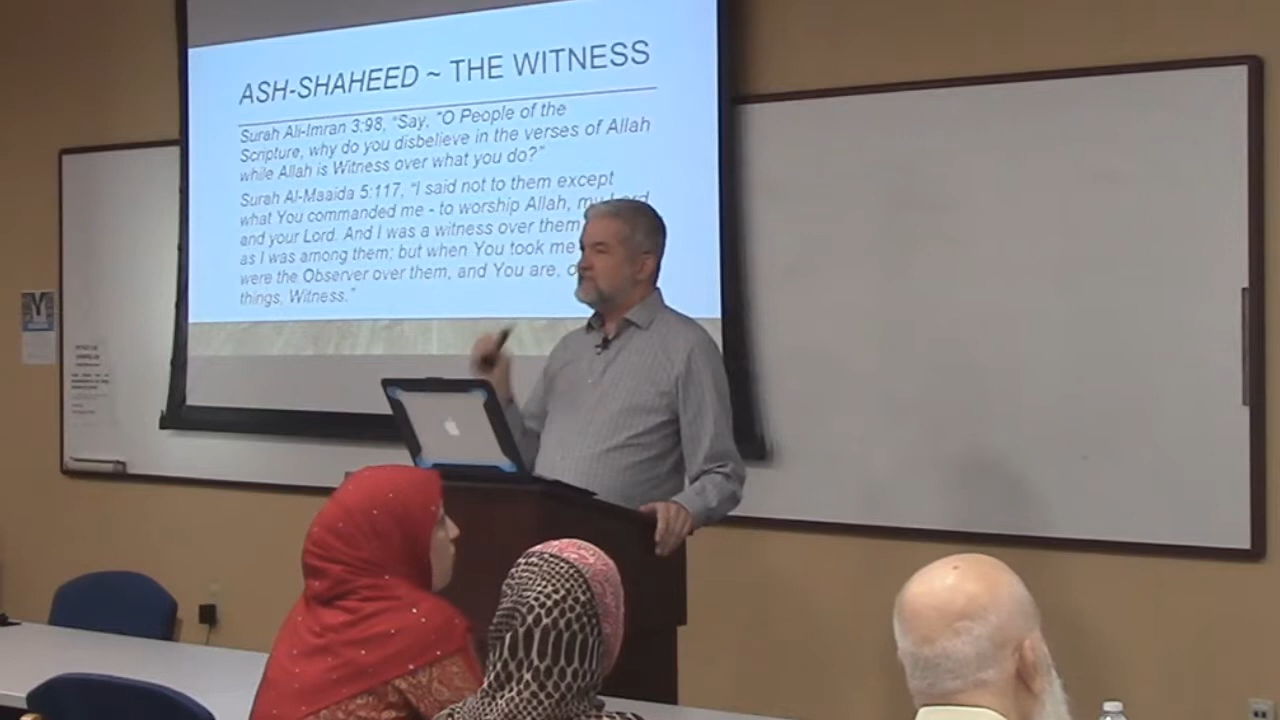 ASH-SHAHEED ~ THE WITNESS
Surah Ali-Imran 3:98, "Say, "O People of the
Scripture, why do you disbelieve in the verses of Allah
while Allah is Witness over what you do?"
Surah Al-Maaida 5:117, "I said not to them except
what You commanded me - to worship Allah, my
and your Lord. And I was a witness over them
as I was among them; but when You took me
were the Observer over them, and You are,
things, Witness."